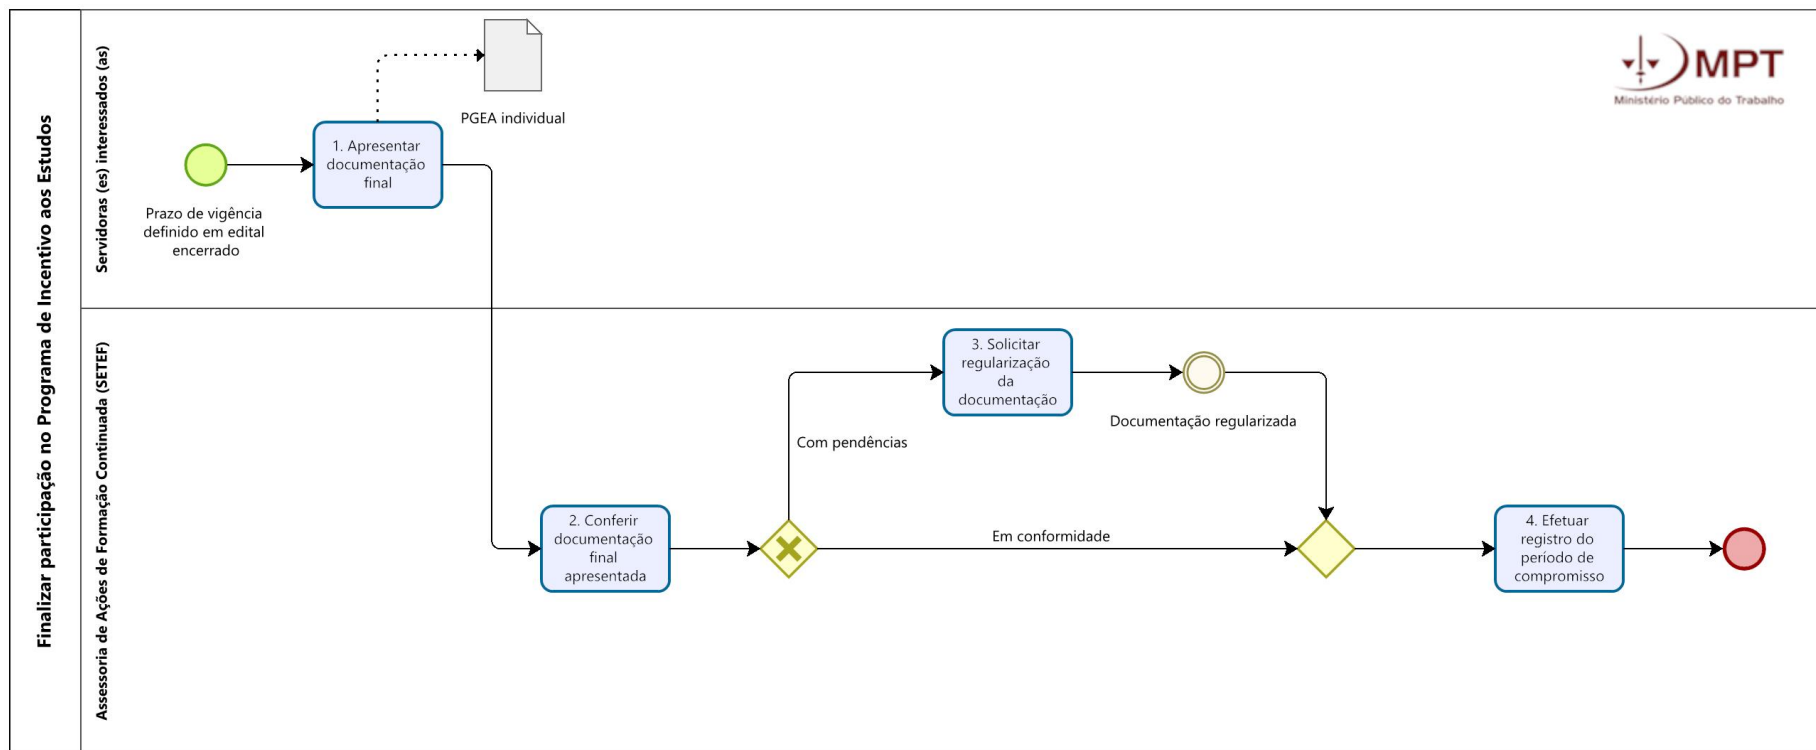 Finalizar participação no Programa de Incentivo aos Estudos
Servidoras (es) interessados (as)
PGEA individual
1. Apresentar
documentação
final
Prazo de vigência
definido em edital
encerrado
MPT
Ministério Público do Trabalho
Assessoria de Ações de Formação Continuada (SETEF)
3. Solicitar
regularização
da
documentação
Documentação regularizada
Com pendências
2. Conferir
documentação
final
apresentada
Em conformidade
4. Efetuar
registro do
período de
compromisso